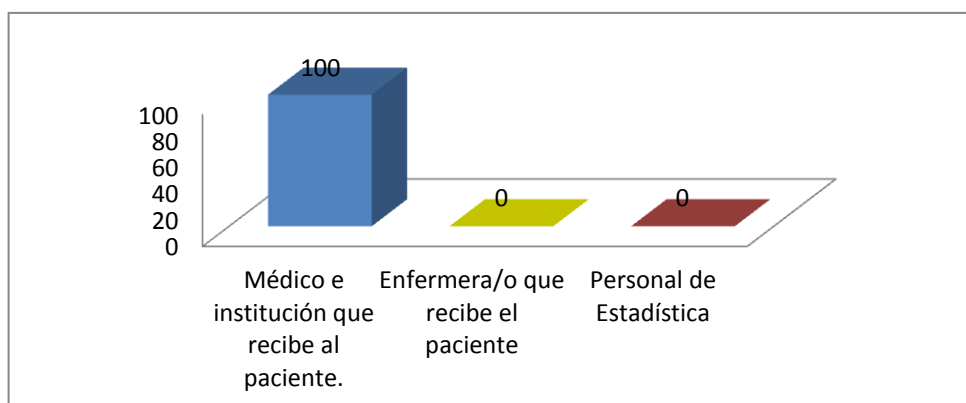 100
100
80
60
40
20
0
0
0
Médico e
institución que
recibe al
paciente.
Enfermera/o que
recibe el
paciente
Personal de
Estadística